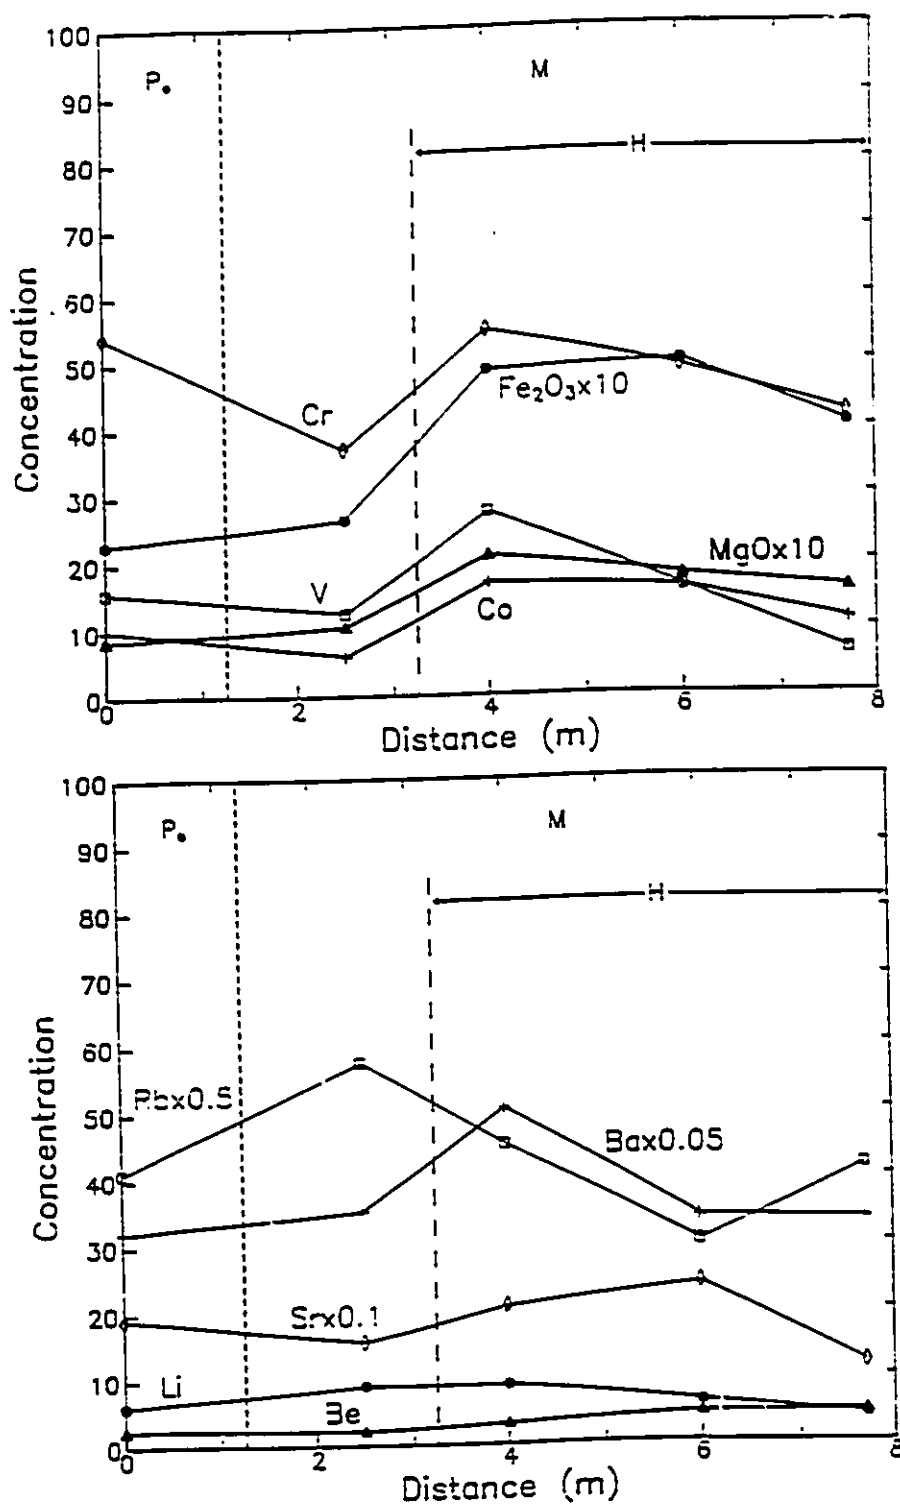 100
P.
M
90
H
80
70
60
50
Fe₂O₃x10
Cr
40
30
MgOx10
20
V
Co
10
0
0 2 4 6 8
Concentration
Distance (m)
100
P.
M
90
H
80
70
60
Rbx0.5
50
Bax0.05
40
30
20
Srx0.1
10
Li
Be
0
0 2 4 6 8
Concentration
Distance (m)